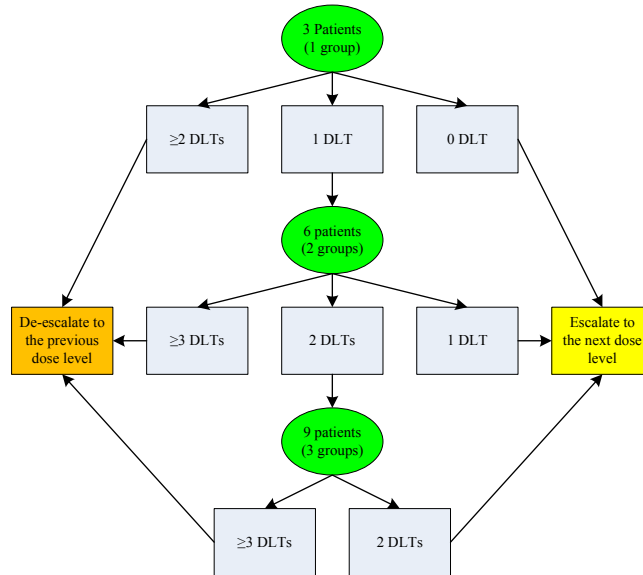 3 Patients
(1 group)
≥2 DLTs
1 DLT
0 DLT
6 patients
(2 groups)
De-escalate to
the previous
dose level
≥3 DLTs
2 DLTs
1 DLT
Escalate to
the next dose
level
9 patients
(3 groups)
≥3 DLTs
2 DLTs